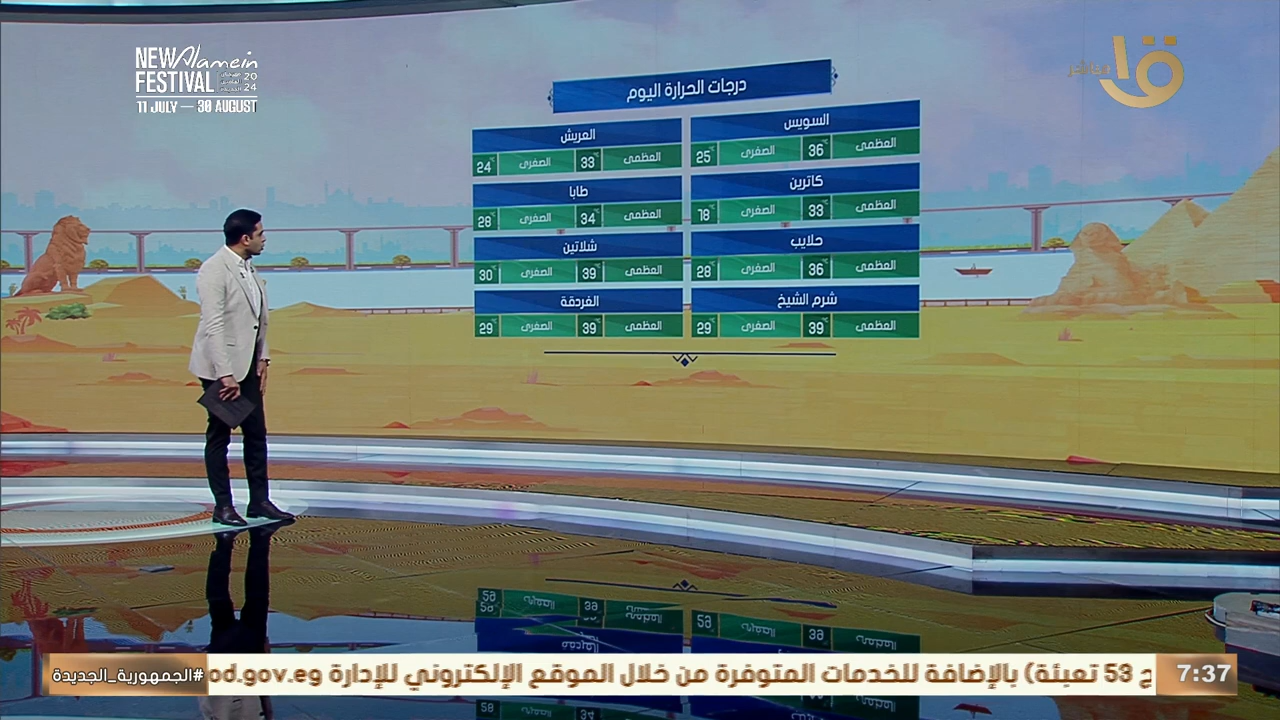 NEW Alamein
FESTIVAL 2024
11 JULY — 30 AUGUST
مباشر
درجات الحرارة اليوم
السويس
العظمى 36°C الصغرى 25°C
العريش
العظمى 33°C الصغرى 24°C
كاترين
العظمى 33°C الصغرى 18°C
طابا
العظمى 34°C الصغرى 28°C
حلايب
العظمى 36°C الصغرى 28°C
شلاتين
العظمى 39°C الصغرى 30°C
شرم الشيخ
العظمى 39°C الصغرى 29°C
الغردقة
العظمى 39°C الصغرى 29°C
7:37
ج 53 تعبئة) بالإضافة للخدمات المتوفرة من خلال الموقع الإلكتروني للإدارة od.gov.eg
#الجمهورية_الجديدة